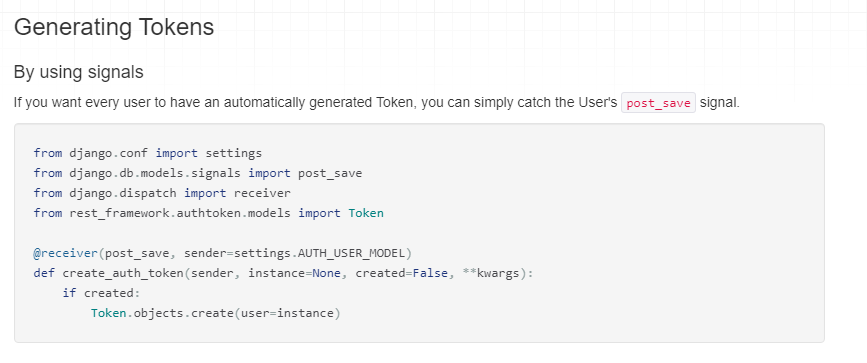 Generating Tokens
By using signals
If you want every user to have an automatically generated Token, you can simply catch the User's post_save signal.
from django.conf import settings
from django.db.models.signals import post_save
from django.dispatch import receiver
from rest_framework.authtoken.models import Token
@receiver(post_save, sender=settings.AUTH_USER_MODEL)
def create_auth_token(sender, instance=None, created=False, **kwargs):
    if created:
        Token.objects.create(user=instance)